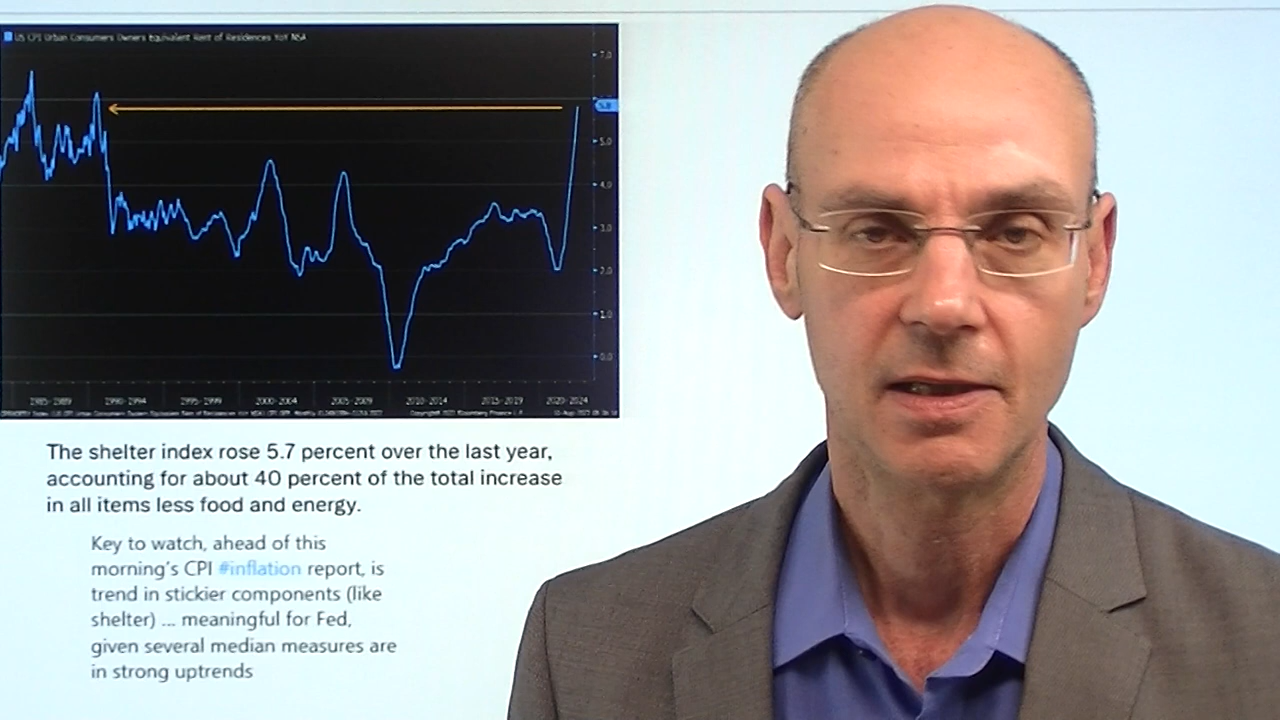 US CPI Urban Consumers Owners Equivalent Rent of Residences YoY NSA
7.0
5.8
5.0
4.0
3.0
2.0
1.0
0.0
1985-1989 1990-1994 1995-1999 2000-2004 2005-2009 2010-2014 2015-2019 2020-2024
The shelter index rose 5.7 percent over the last year,
accounting for about 40 percent of the total increase
in all items less food and energy.
Key to watch, ahead of this
morning's CPI #inflation report, is
trend in stickier components (like
shelter) ... meaningful for Fed,
given several median measures are
in strong uptrends